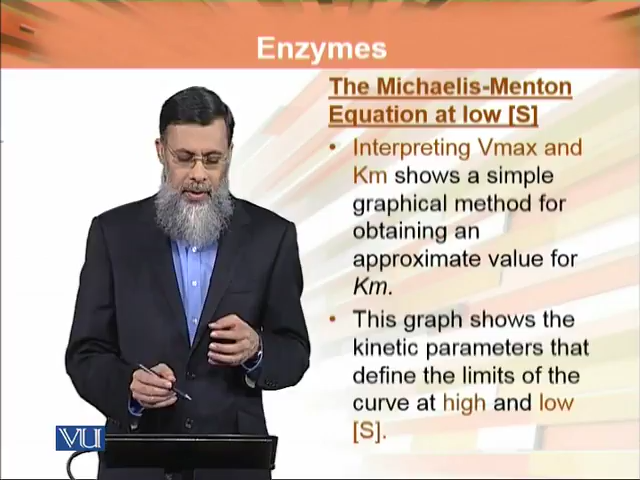 Enzymes
The Michaelis-Menton
Equation at low [S]
• Interpreting Vmax and
Km shows a simple
graphical method for
obtaining an
approximate value for
Km.
• This graph shows the
kinetic parameters that
define the limits of the
curve at high and low
[S].
VU